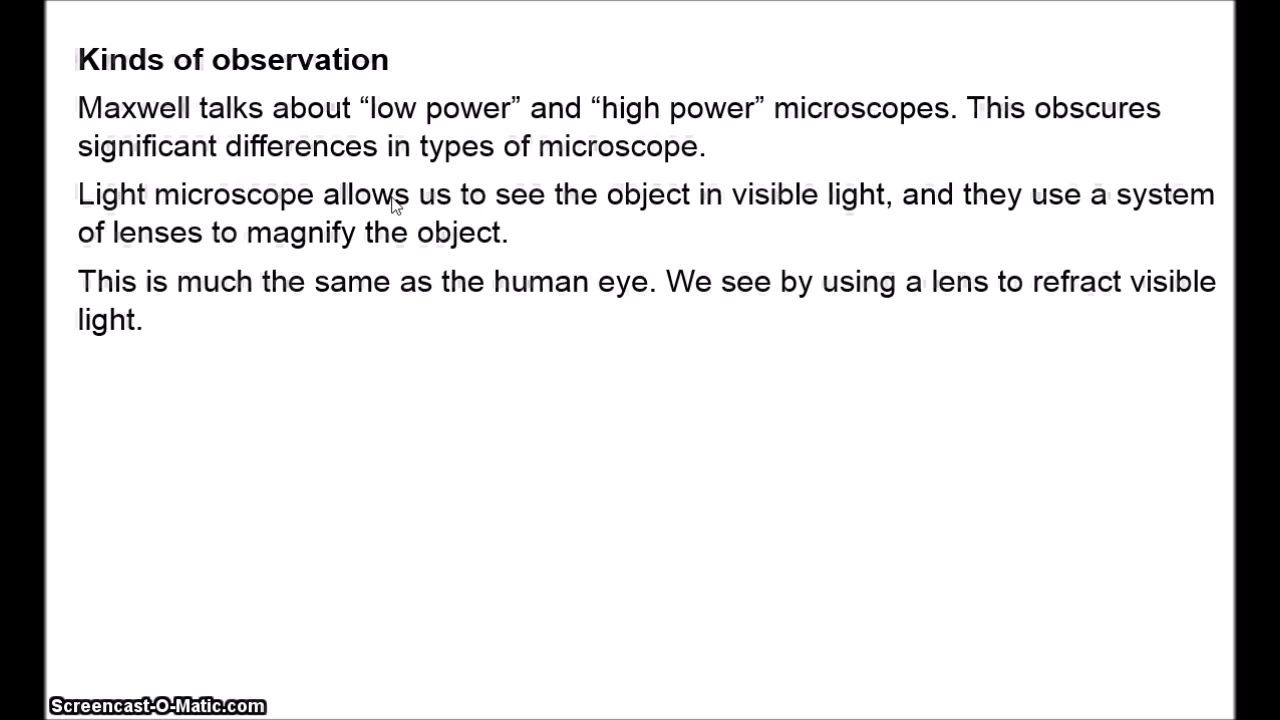 Kinds of observation
Maxwell talks about “low power” and “high power” microscopes. This obscures
significant differences in types of microscope.
Light microscope allows us to see the object in visible light, and they use a system
of lenses to magnify the object.
This is much the same as the human eye. We see by using a lens to refract visible
light.
Screencast-O-Matic.com